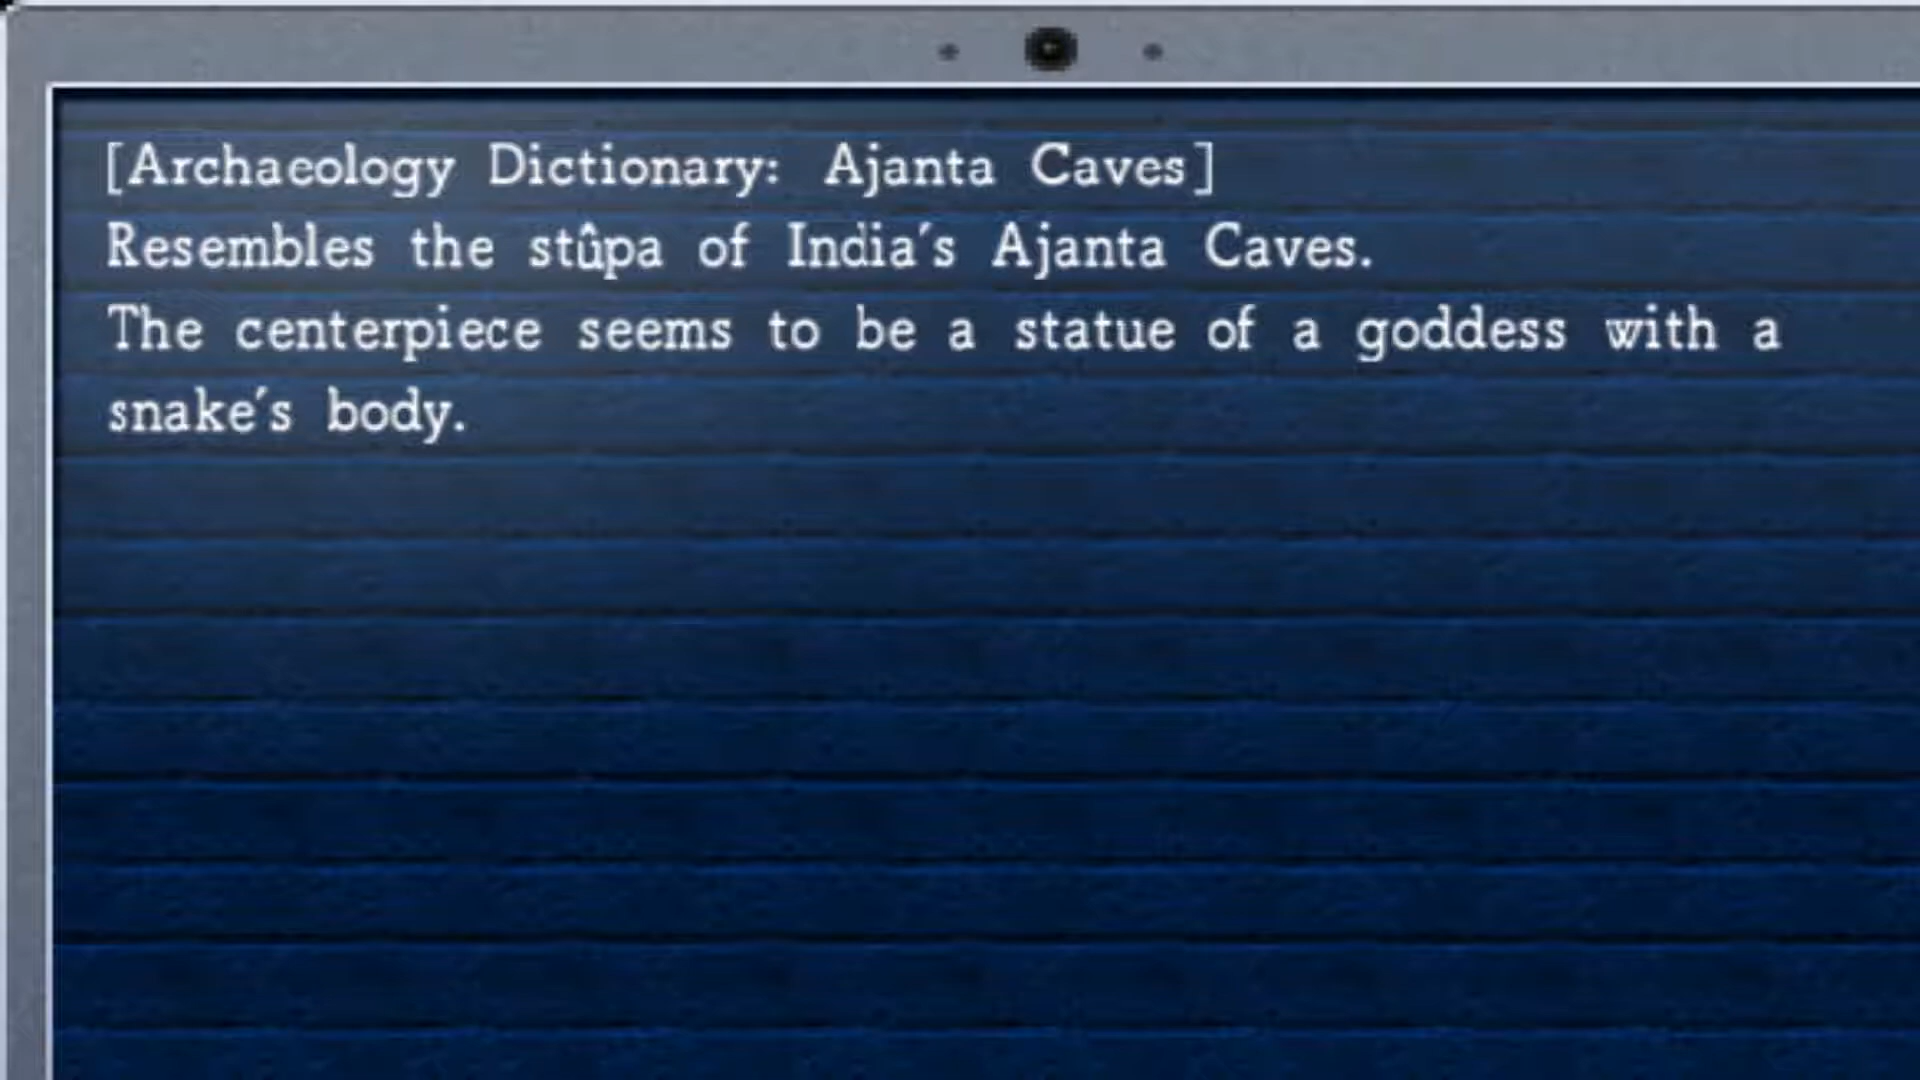 [Archaeology Dictionary: Ajanta Caves]
Resembles the stûpa of India's Ajanta Caves.
The centerpiece seems to be a statue of a goddess with a
snake's body.